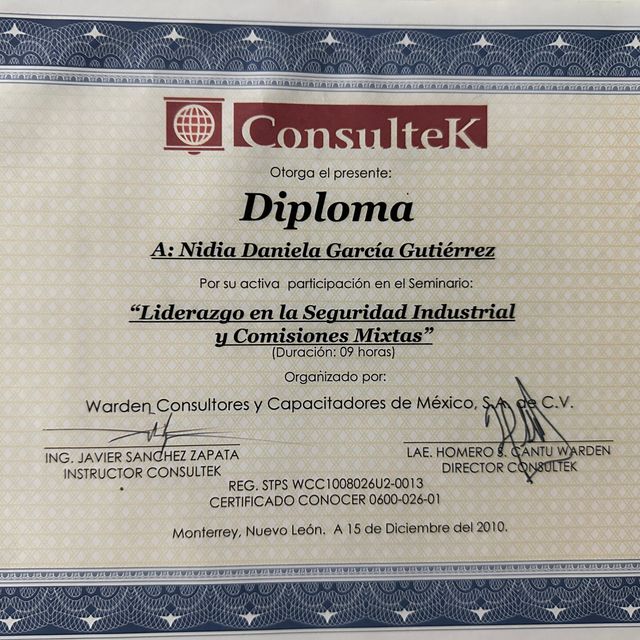 ConsulteK
Otorga el presente:
Diploma
A: Nidia Daniela García Gutiérrez
Por su activa participación en el Seminario:
“Liderazgo en la Seguridad Industrial
y Comisiones Mixtas”
(Duración: 09 horas)
Organizado por:
Warden Consultores y Capacitadores de México, S.A. de C.V.
ING. JAVIER SANCHEZ ZAPATA
INSTRUCTOR CONSULTEK
LAE. HOMERO S. CANTU WARDEN
DIRECTOR CONSULTEK
REG. STPS WCC1008026U2-0013
CERTIFICADO CONOCER 0600-026-01
Monterrey, Nuevo León. A 15 de Diciembre del 2010.